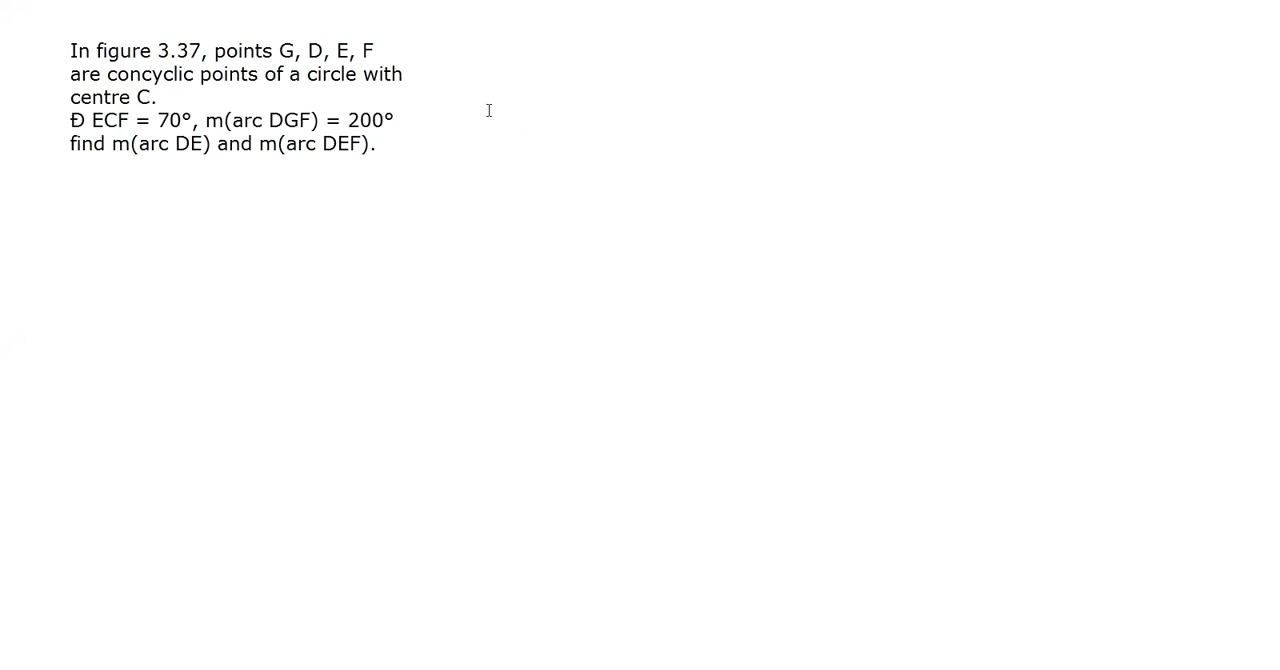 In figure 3.37, points G, D, E, F
are concyclic points of a circle with
centre C.
Ð ECF = 70°, m(arc DGF) = 200°
find m(arc DE) and m(arc DEF).